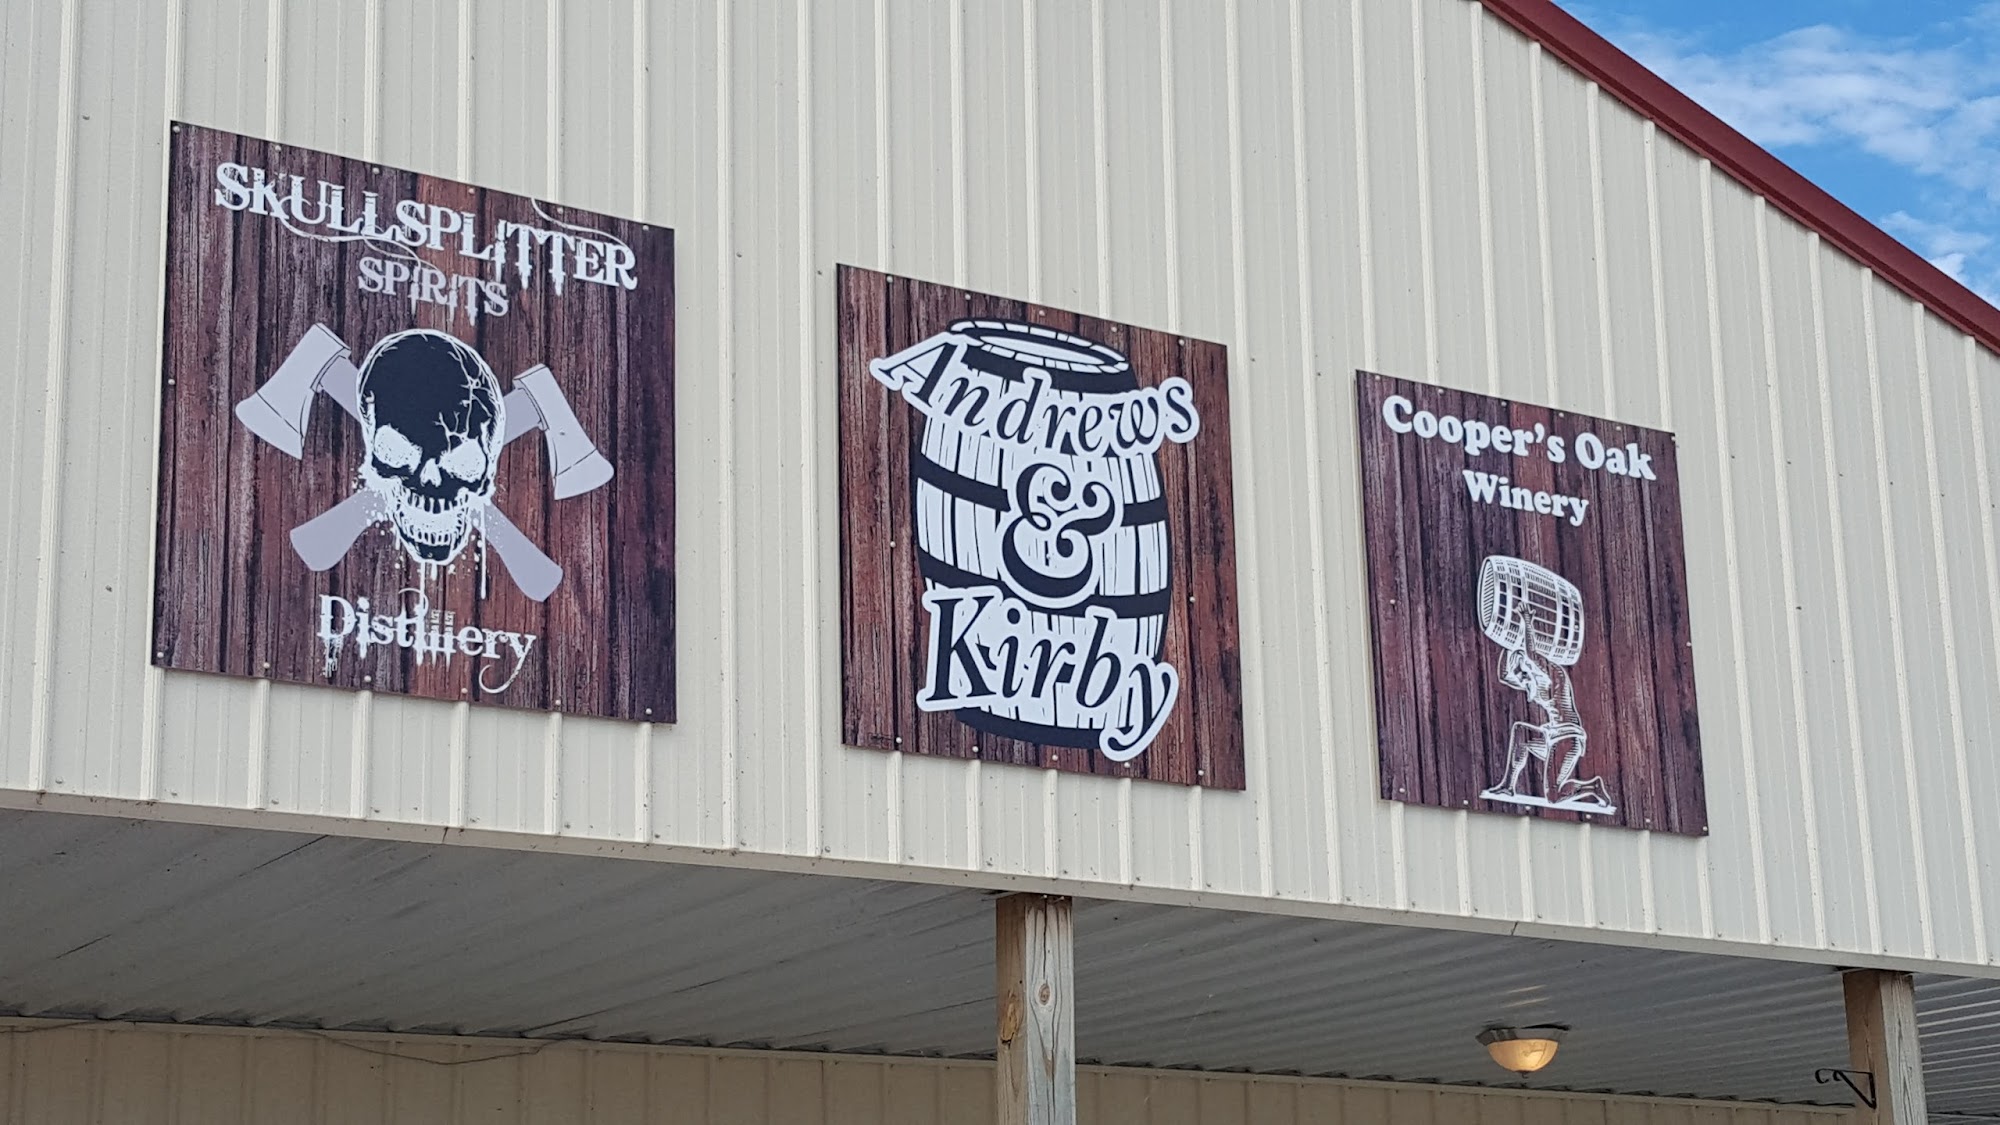 SKULLSPLITTER
SPIRITS
Distillery
Andrews
&
Kirby
Cooper's Oak
Winery